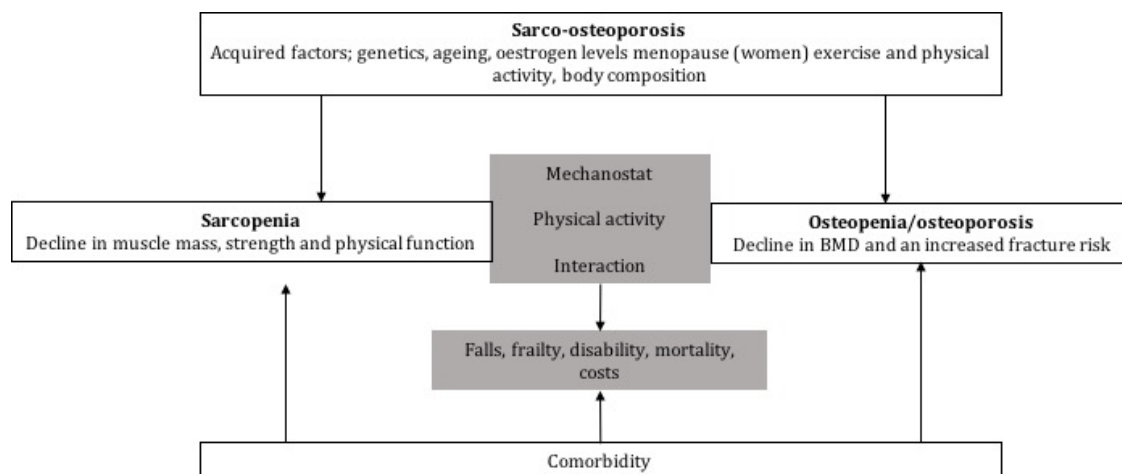 Sarco-osteoporosis
Acquired factors; genetics, ageing, oestrogen levels menopause (women) exercise and physical
activity, body composition
Mechanostat
Physical activity
Interaction
Sarcopenia
Decline in muscle mass, strength and physical function
Osteopenia/osteoporosis
Decline in BMD and an increased fracture risk
Falls, frailty, disability, mortality,
costs
Comorbidity